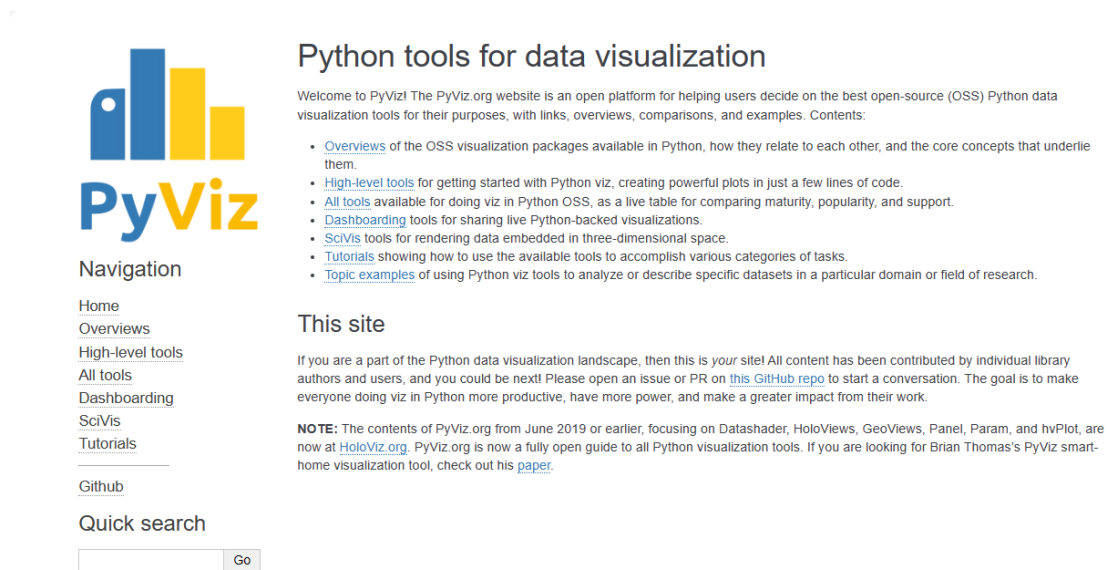 PyViz
Navigation
Home
Overviews
High-level tools
All tools
Dashboarding
SciVis
Tutorials
Github
Quick search
Go
Python tools for data visualization
Welcome to PyViz! The PyViz.org website is an open platform for helping users decide on the best open-source (OSS) Python data
visualization tools for their purposes, with links, overviews, comparisons, and examples. Contents:
• Overviews of the OSS visualization packages available in Python, how they relate to each other, and the core concepts that underlie
them.
• High-level tools for getting started with Python viz, creating powerful plots in just a few lines of code.
• All tools available for doing viz in Python OSS, as a live table for comparing maturity, popularity, and support.
• Dashboarding tools for sharing live Python-backed visualizations.
• SciVis tools for rendering data embedded in three-dimensional space.
• Tutorials showing how to use the available tools to accomplish various categories of tasks.
• Topic examples of using Python viz tools to analyze or describe specific datasets in a particular domain or field of research.
This site
If you are a part of the Python data visualization landscape, then this is your site! All content has been contributed by individual library
authors and users, and you could be next! Please open an issue or PR on this GitHub repo to start a conversation. The goal is to make
everyone doing viz in Python more productive, have more power, and make a greater impact from their work.
NOTE: The contents of PyViz.org from June 2019 or earlier, focusing on Datashader, HoloViews, GeoViews, Panel, Param, and hvPlot, are
now at HoloViz.org. PyViz.org is now a fully open guide to all Python visualization tools. If you are looking for Brian Thomas's PyViz smart-
home visualization tool, check out his paper.